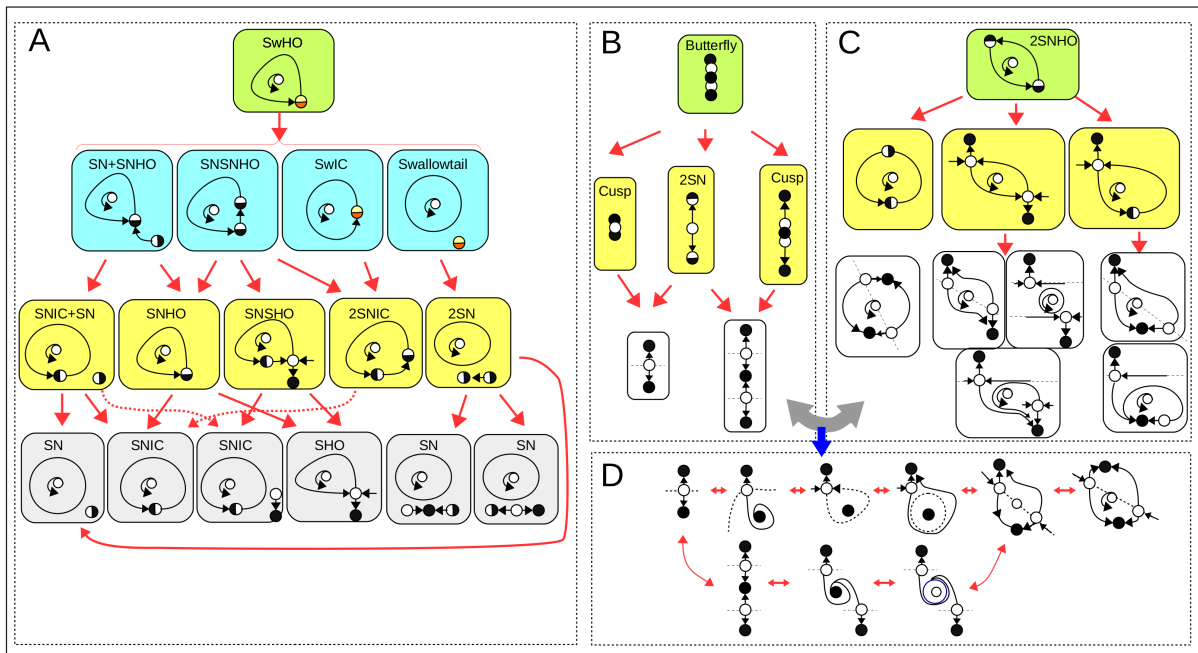 A
SwHO
SN+SNHO
SNSNHO
SwIC
Swallowtail
SNIC+SN
SNHO
SNSHO
2SNIC
2SN
SN
SNIC
SNIC
SHO
SN
SN
B
Butterfly
Cusp
2SN
Cusp
C
2SNHO
D